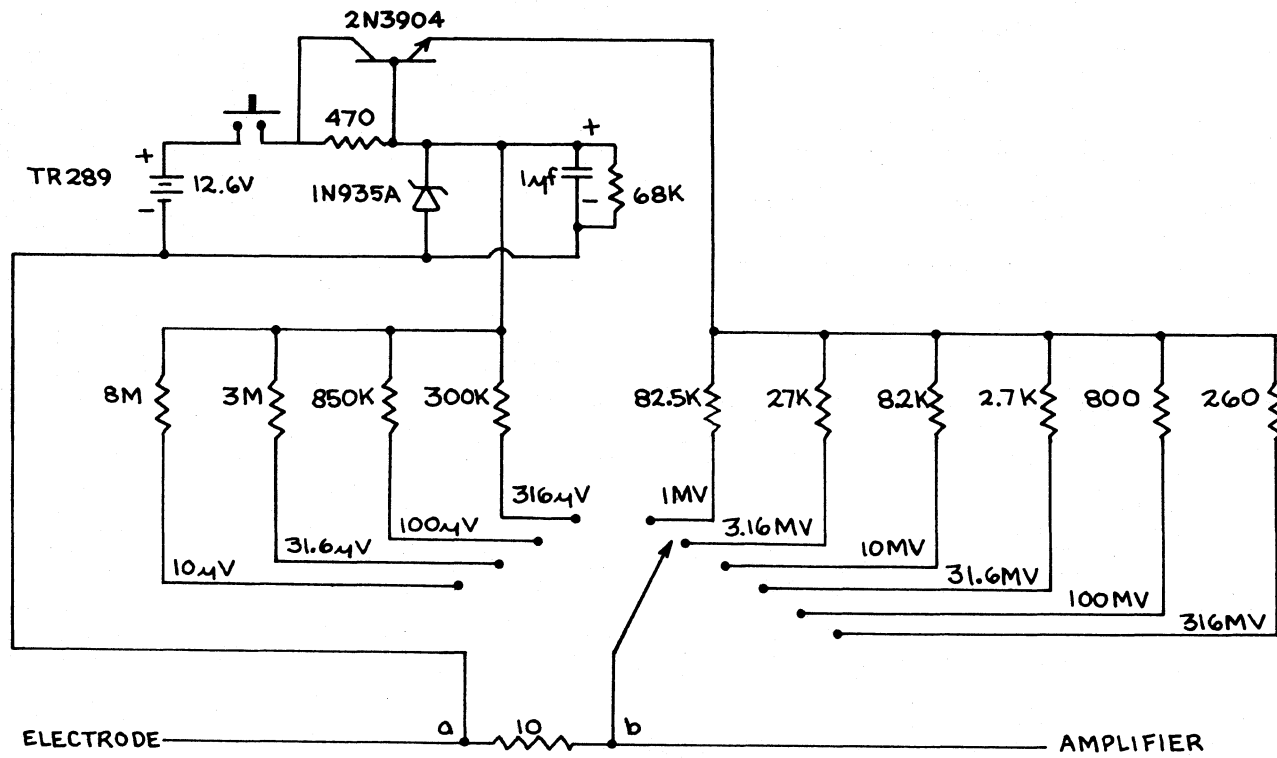 2N3904
470
+
+
TR289
12.6V
-
1N935A
1μf
-
68K
8M
3M
850K
300K
82.5K
27K
8.2K
2.7K
800
260
316μV
1MV
100μV
3.16MV
31.6μV
10MV
10μV
31.6MV
100MV
316MV
a
10
b
ELECTRODE
AMPLIFIER